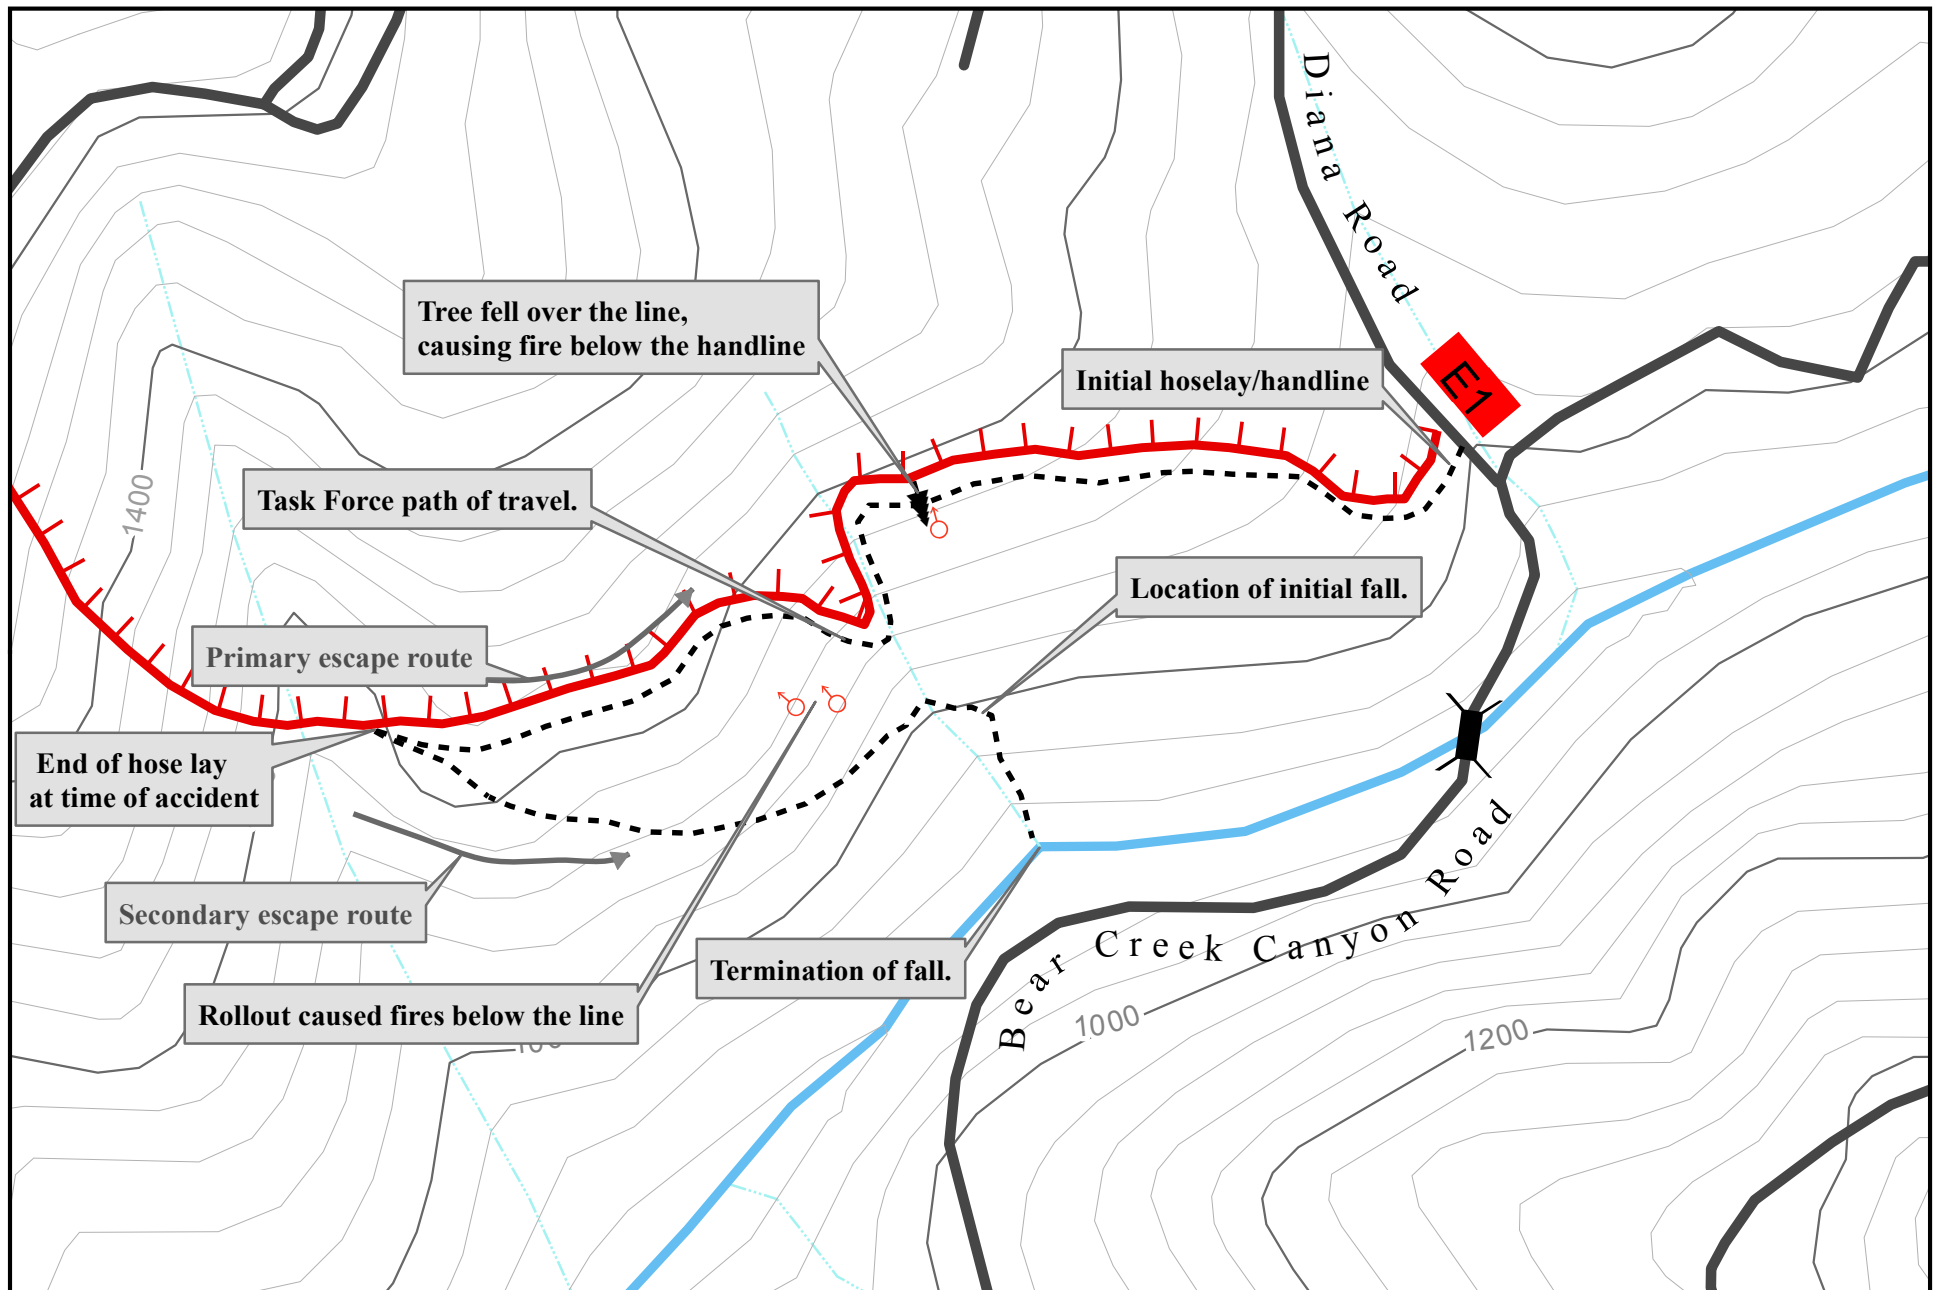 Diana Road
Tree fell over the line,
causing fire below the handline
Initial hoselay/handline
E1
1400
Task Force path of travel.
Location of initial fall.
Primary escape route
End of hose lay
at time of accident
Secondary escape route
Termination of fall.
Rollout caused fires below the line
Bear Creek Canyon Road
1000
1200